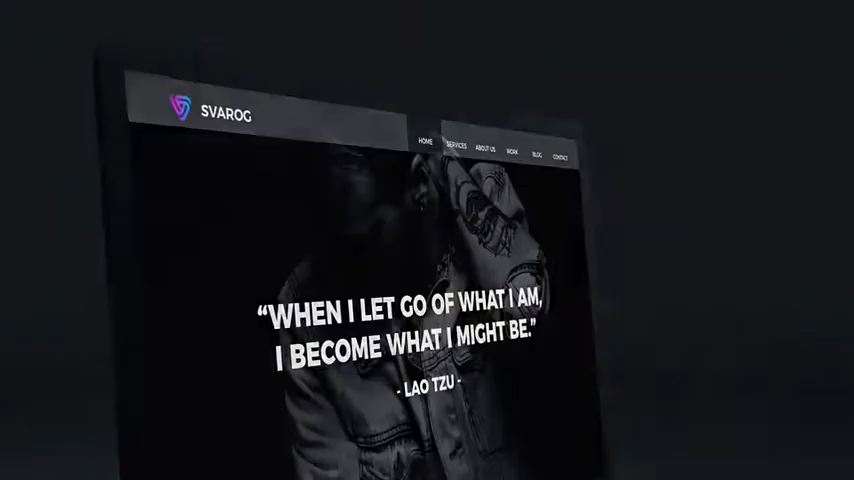 SVAROG
HOME SERVICES ABOUT US WORK BLOG CONTACT
“WHEN I LET GO OF WHAT I AM,
I BECOME WHAT I MIGHT BE.”
- LAO TZU -